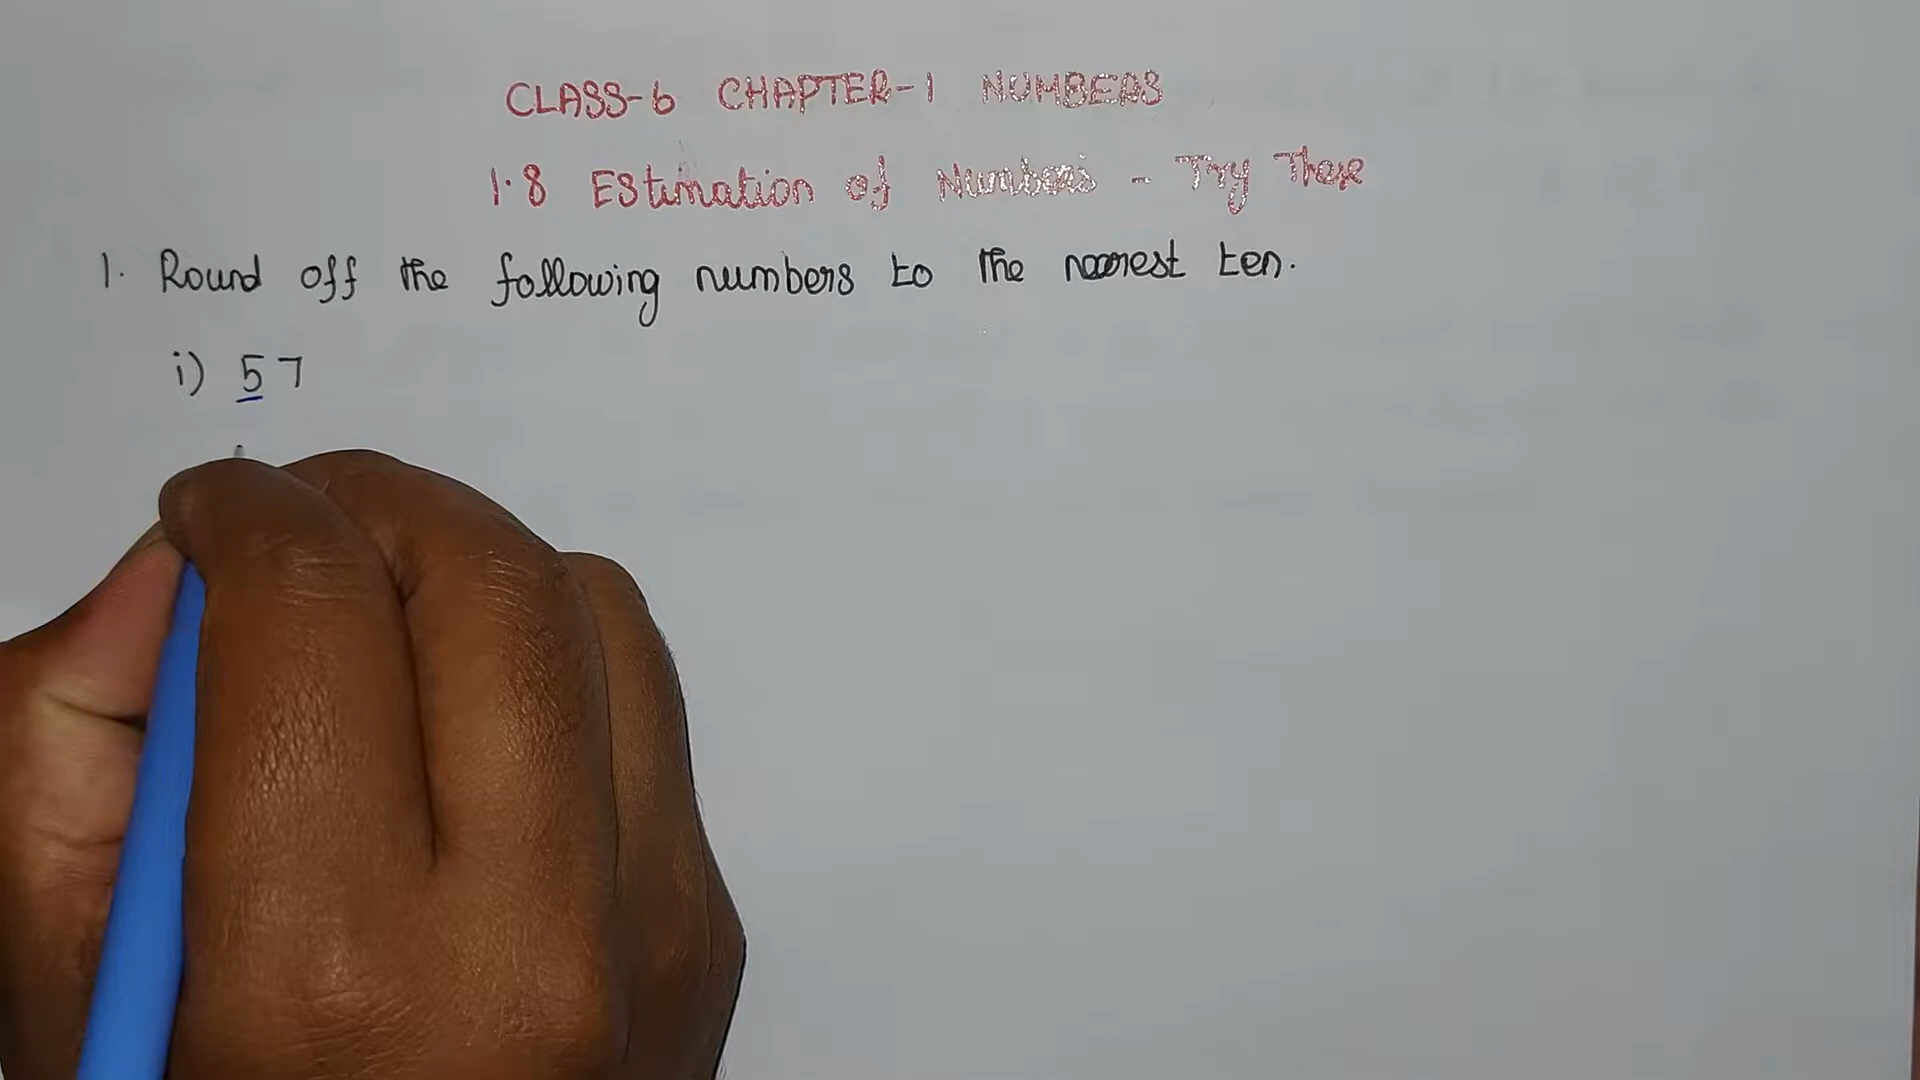 CLASS-6 CHAPTER-1 NUMBERS
1.8 Estimation of Numbers - Try These
1. Round off the following numbers to the nearest ten.
i) 57